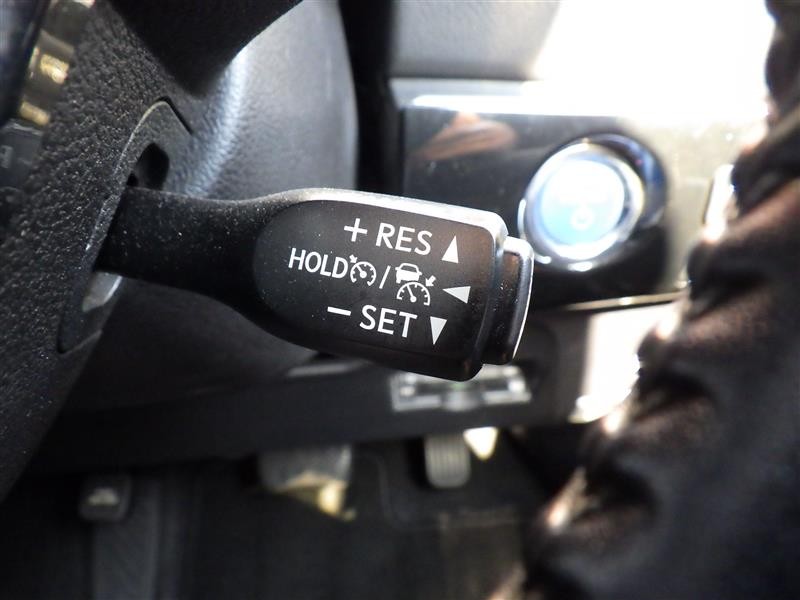 + RES
HOLD /
- SET